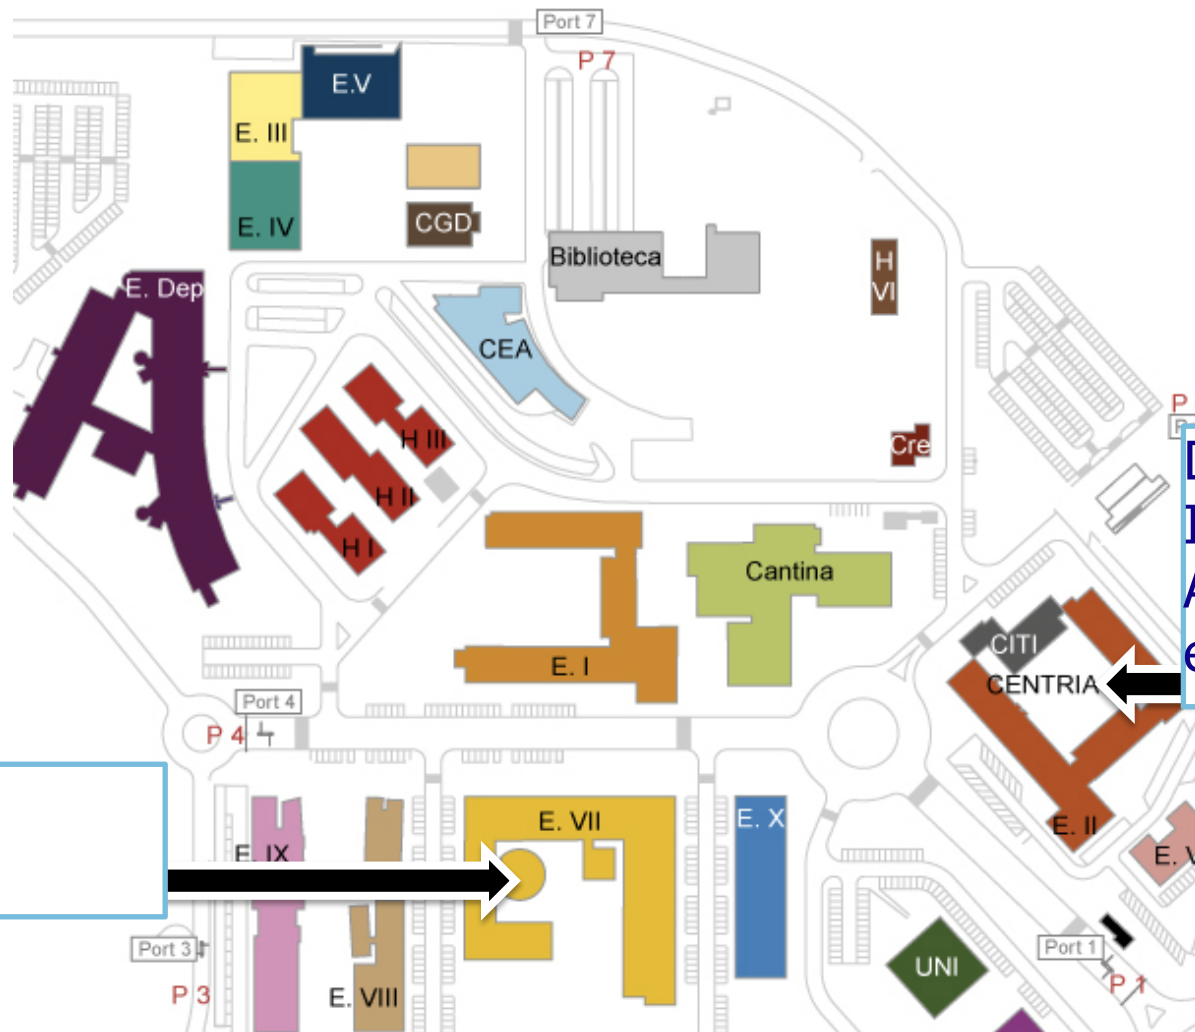 Port 7
P 7
E.V
E. III
CGD
E. IV
Biblioteca
H
VI
E. Dep
CEA
P
H III
Cre
H II
H I
Cantina
CITI
E. I
CENTRIA
Port 4
P 4
E. VII
E. X
E. II
E. IX
Port 3
Port 1
UNI
P 1
P 3
E. VIII